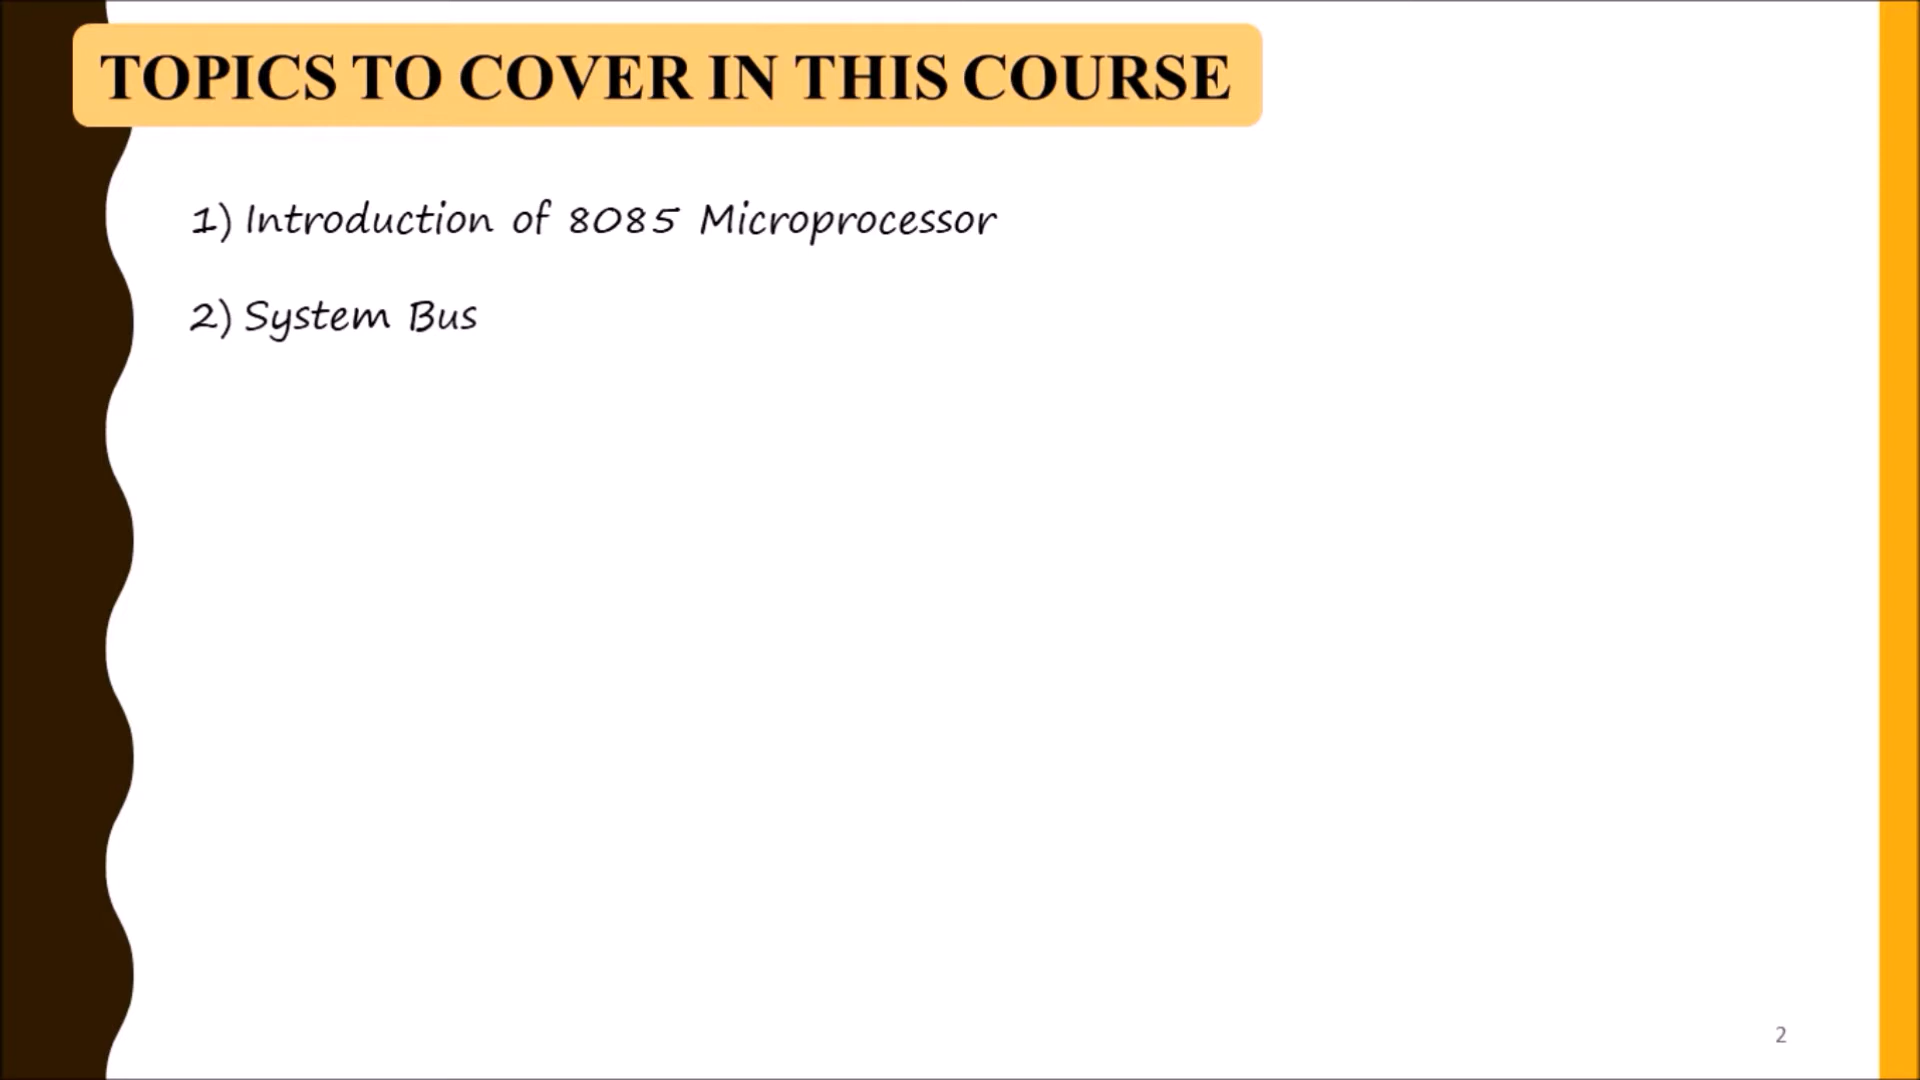 TOPICS TO COVER IN THIS COURSE
1) Introduction of 8085 Microprocessor
2) System Bus
2